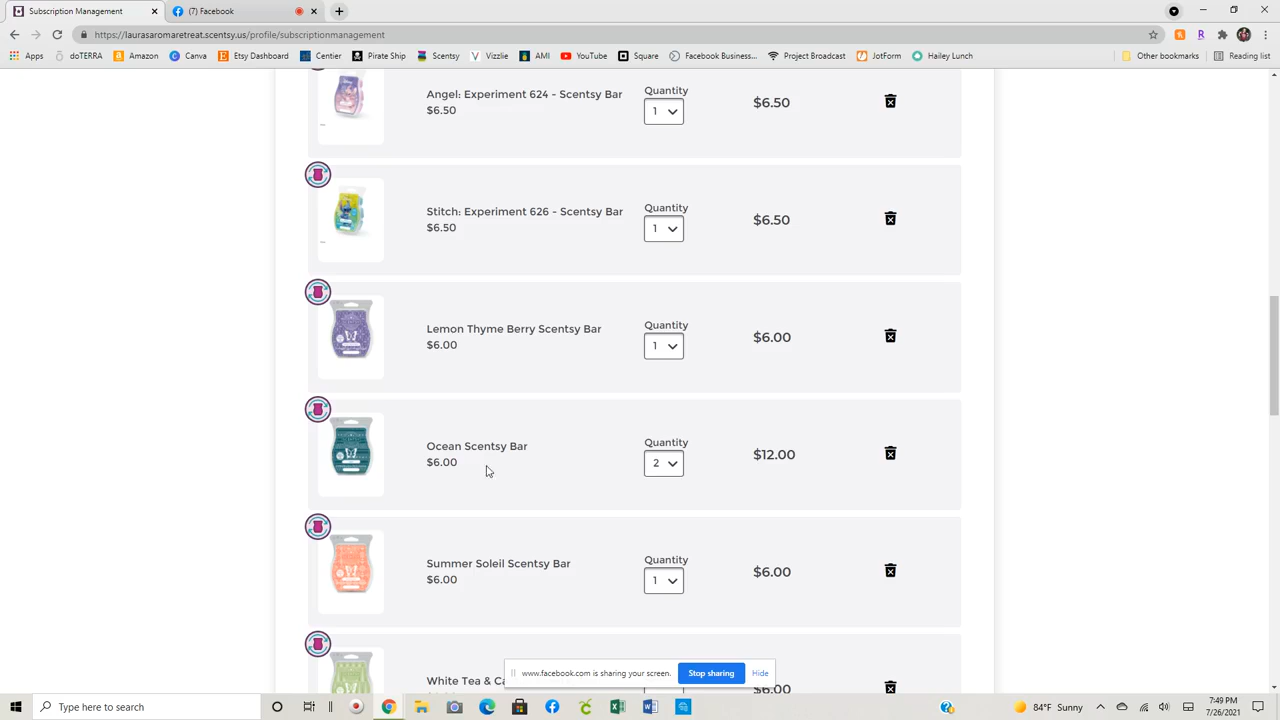 Subscription Management
(7) Facebook
https://laurasaromaretreat.scentsy.us/profile/subscriptionmanagement
Apps
doTERRA
Amazon
Canva
Etsy Dashboard
Centier
Pirate Ship
Scentsy
Vizzlie
AMI
YouTube
Square
Facebook Business...
Project Broadcast
JotForm
Hailey Lunch
Other bookmarks
Reading list
Angel: Experiment 624 - Scentsy Bar
$6.50
Quantity
1
$6.50
Stitch: Experiment 626 - Scentsy Bar
$6.50
Quantity
1
$6.50
Lemon Thyme Berry Scentsy Bar
$6.00
Quantity
1
$6.00
Ocean Scentsy Bar
$6.00
Quantity
2
$12.00
Summer Soleil Scentsy Bar
$6.00
Quantity
1
$6.00
White Tea &
$6.00
www.facebook.com is sharing your screen.
Stop sharing
Hide
Type here to search
84°F Sunny
7:49 PM
7/26/2021